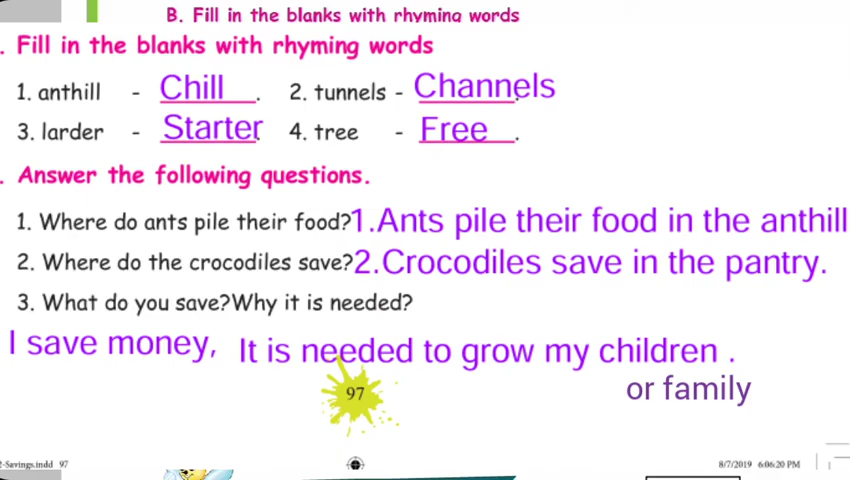 B. Fill in the blanks with rhyming words
. Fill in the blanks with rhyming words
1. anthill - Chill . 2. tunnels - Channels .
3. larder - Starter . 4. tree - Free .
. Answer the following questions.
1. Where do ants pile their food? 1.Ants pile their food in the anthill
2. Where do the crocodiles save? 2.Crocodiles save in the pantry.
3. What do you save?Why it is needed?
I save money, It is needed to grow my children .
or family
97
2-Savings.indd 97 8/7/2019 6:06:20 PM